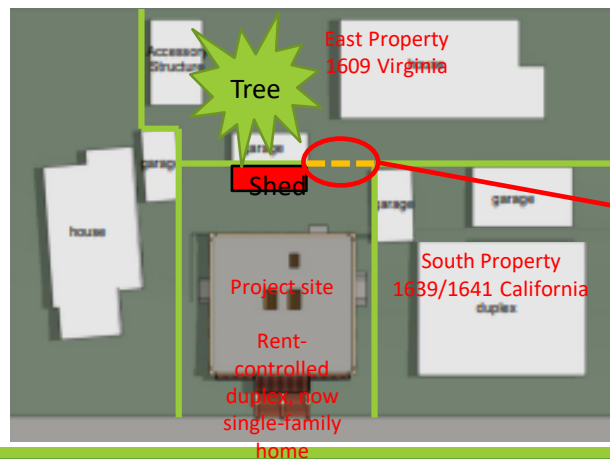 East Property
1609 Virginia
Accessory
Structure
Tree
garage
garage
Shed
house
garage
garage
South Property
1639/1641 California
duplex
Project site
Rent-
controlled
duplex, now
single-family
home